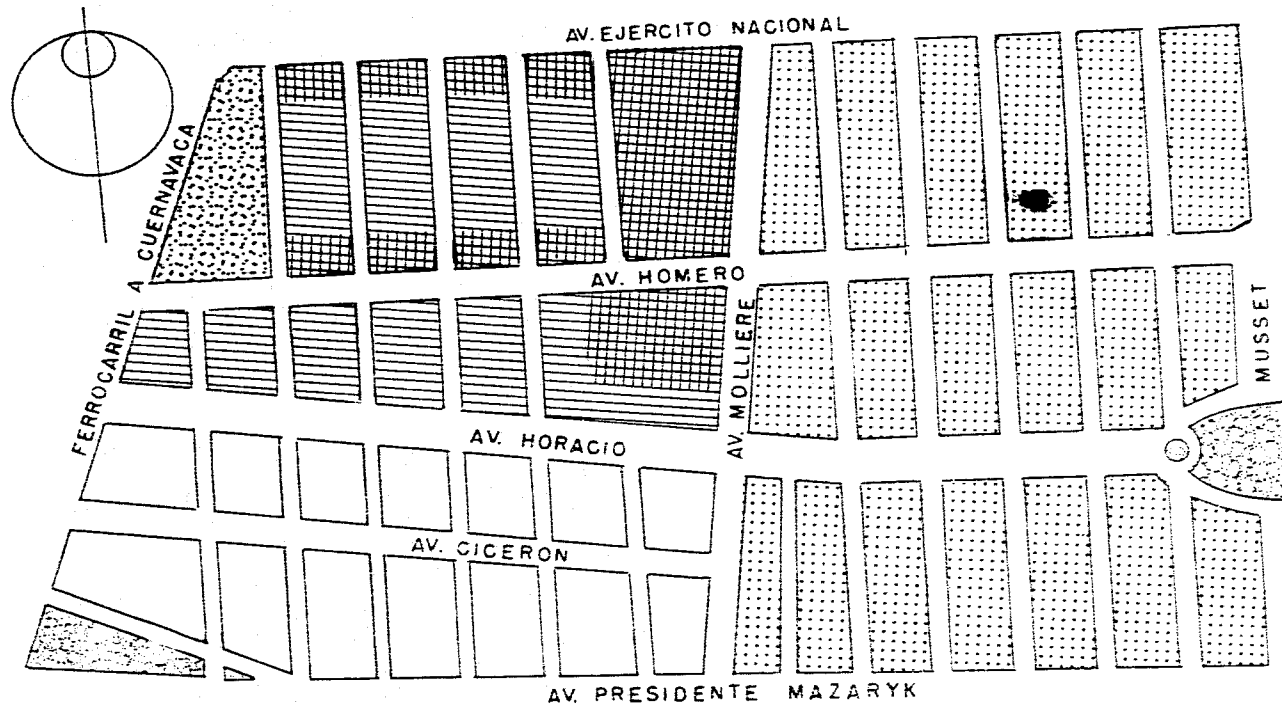 AV. EJERCITO NACIONAL
FERROCARRIL A CUERNAVACA
AV. HOMERO
AV. MOLLIERE
MUSSET
AV. HORACIO
AV. CICERON
AV. PRESIDENTE MAZARYK